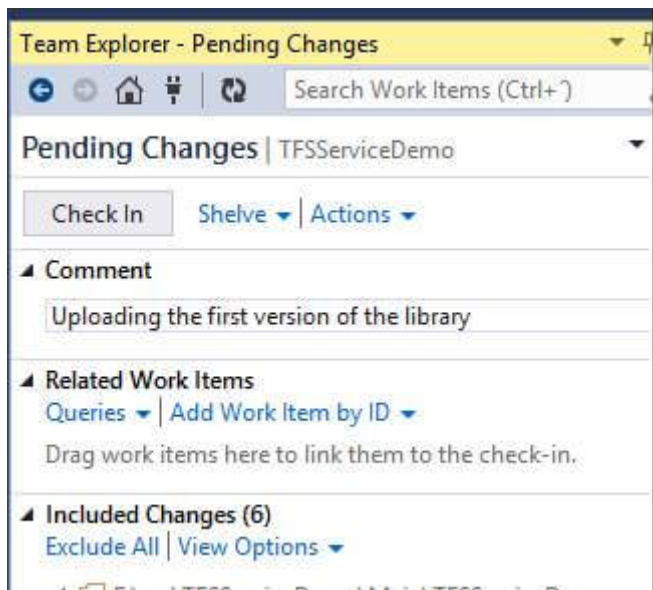 Team Explorer - Pending Changes
Search Work Items (Ctrl+¨)
Pending Changes | TFSServiceDemo
Check In Shelve Actions
Comment
Uploading the first version of the library
Related Work Items
Queries Add Work Item by ID
Drag work items here to link them to the check-in.
Included Changes (6)
Exclude All View Options